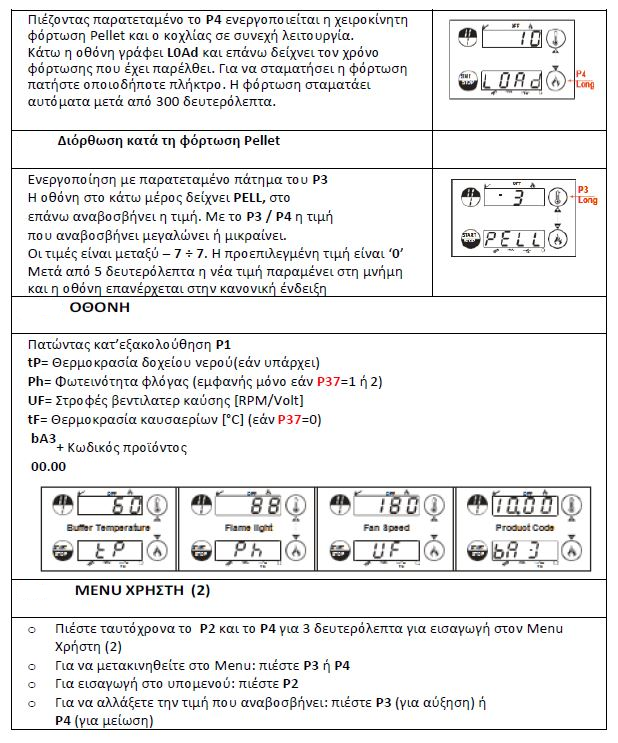 Πιέζοντας παρατεταμένο το P4 ενεργοποιείται η χειροκίνητη
φόρτωση Pellet και ο κοχλίας σε συνεχή λειτουργία.
Κάτω η οθόνη γράφει L0Ad και επάνω δείχνει τον χρόνο
φόρτωσης που έχει παρέλθει. Για να σταματήσει η φόρτωση
πατήστε οποιοδήποτε πλήκτρο. Η φόρτωση σταματάει
αυτόματα μετά από 300 δευτερόλεπτα.
OFF
10
START STOP
LOAd
P4
Long
Διόρθωση κατά τη φόρτωση Pellet
Ενεργοποίηση με παρατεταμένο πάτημα του P3
Η οθόνη στο κάτω μέρος δείχνει PELL, στο
επάνω αναβοσβήνει η τιμή. Με το P3 / P4 η τιμή
που αναβοσβήνει μεγαλώνει ή μικραίνει.
Οι τιμές είναι μεταξύ – 7 ÷ 7. Η προεπιλεγμένη τιμή είναι ‘0’
Μετά από 5 δευτερόλεπτα η νέα τιμή παραμένει στη μνήμη
και η οθόνη επανέρχεται στην κανονική ένδειξη
OFF
-3
P3
Long
START STOP
PELL
ΟΘΟΝΗ
Πατώντας κατ’εξακολούθηση P1
tP= Θερμοκρασία δοχείου νερού(εάν υπάρχει)
Ph= Φωτεινότητα φλόγας (εμφανής μόνο εάν P37=1 ή 2)
UF= Στροφές βεντιλατερ καύσης [RPM/Volt]
tF= Θερμοκρασία καυσαερίων [°C] (εάν P37=0)
bA3
+ Κωδικός προϊόντος
00.00
60 88 180 10,00
Buffer Temperature Flame light Fan Speed Product Code
tP Ph UF bA3
MENU ΧΡΗΣΤΗ (2)
o Πιέστε ταυτόχρονα το P2 και το P4 για 3 δευτερόλεπτα για εισαγωγή στον Menu
Χρήστη (2)
o Για να μετακινηθείτε στο Menu: πιέστε P3 ή P4
o Για εισαγωγή στο υπομενού: πιέστε P2
o Για να αλλάξετε την τιμή που αναβοσβήνει: πιέστε P3 (για αύξηση) ή
P4 (για μείωση)